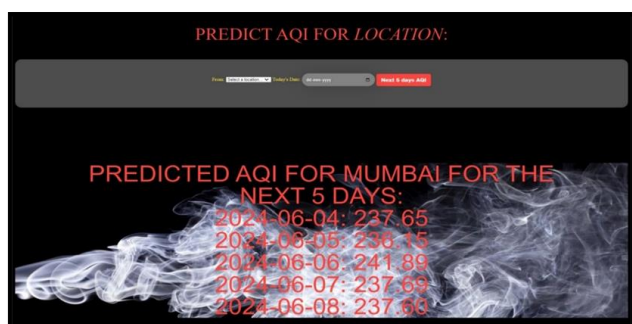 PREDICT AQI FOR LOCATION:
From: Select a location... Today's Date: dd-mm-yyyy Next 5 days AQI
PREDICTED AQI FOR MUMBAI FOR THE
NEXT 5 DAYS:
2024-06-04: 237.65
2024-06-05: 236.15
2024-06-06: 241.89
2024-06-07: 237.69
2024-06-08: 237.60